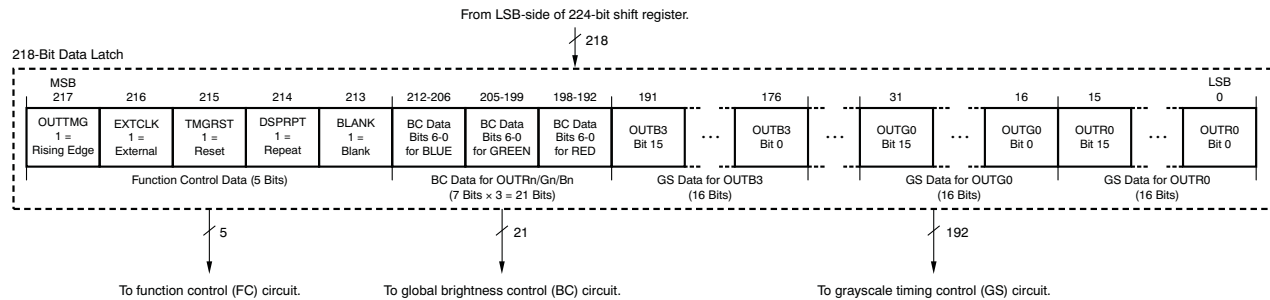 From LSB-side of 224-bit shift register.
218
218-Bit Data Latch
MSB
LSB
217 216 215 214 213 212-206 205-199 198-192 191 176 31 16 15 0
OUTTMG
1 =
Rising Edge
EXTCLK
1 =
External
TMGRST
1 =
Reset
DSPRPT
1 =
Repeat
BLANK
1 =
Blank
BC Data
Bits 6-0
for BLUE
BC Data
Bits 6-0
for GREEN
BC Data
Bits 6-0
for RED
OUTB3
Bit 15
...
OUTB3
Bit 0
...
OUTG0
Bit 15
...
OUTG0
Bit 0
OUTR0
Bit 15
...
OUTR0
Bit 0
Function Control Data (5 Bits)
BC Data for OUTRn/Gn/Bn
(7 Bits × 3 = 21 Bits)
GS Data for OUTB3
(16 Bits)
GS Data for OUTG0
(16 Bits)
GS Data for OUTR0
(16 Bits)
5
21
192
To function control (FC) circuit.
To global brightness control (BC) circuit.
To grayscale timing control (GS) circuit.